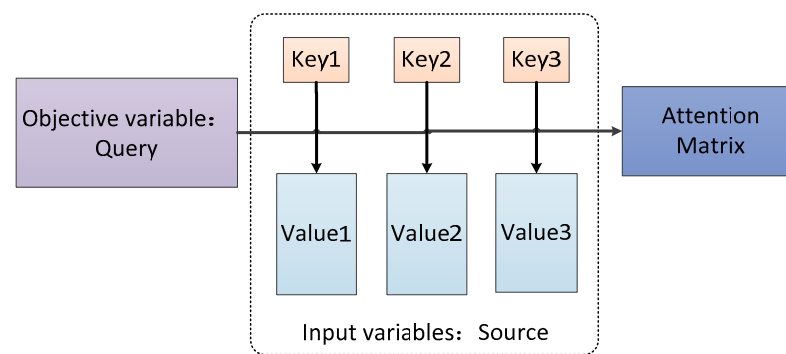 Key1
Key2
Key3
Objective variable：
Query
Attention
Matrix
Value1
Value2
Value3
Input variables：Source